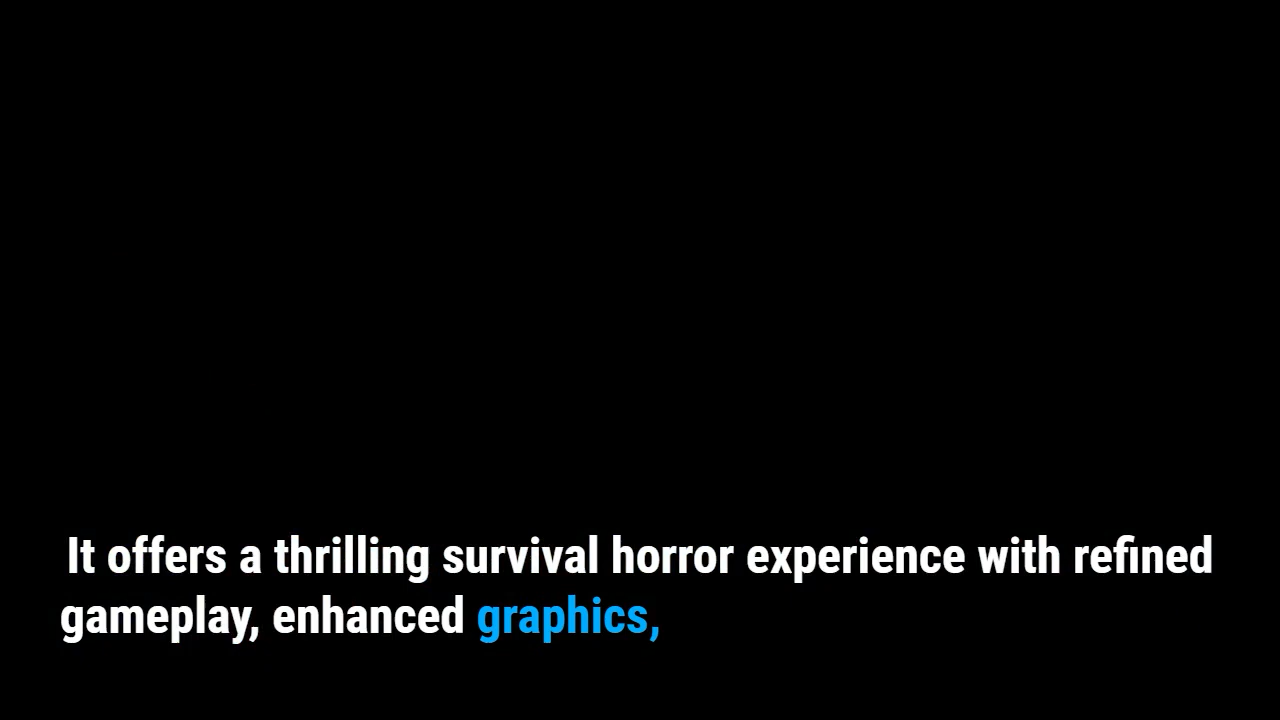 It offers a thrilling survival horror experience with refined
gameplay, enhanced graphics,